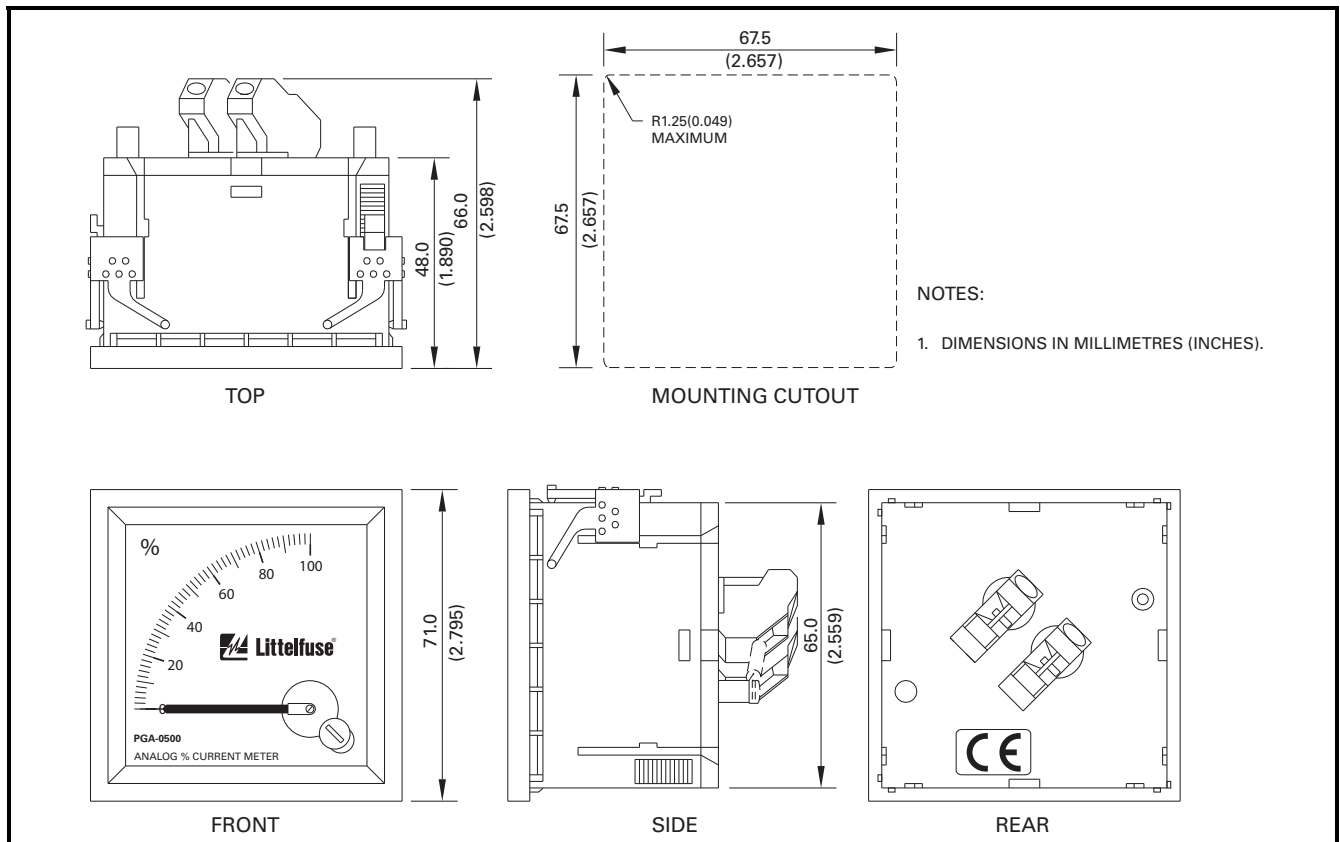 67.5
(2.657)
R1.25(0.049)
MAXIMUM
66.0
(2.598)
48.0
(1.890)
67.5
(2.657)
NOTES:
1. DIMENSIONS IN MILLIMETRES (INCHES).
TOP
MOUNTING CUTOUT
%
20
40
60
80
100
Littelfuse®
PGA-0500
ANALOG % CURRENT METER
71.0
(2.795)
65.0
(2.559)
CE
FRONT
SIDE
REAR